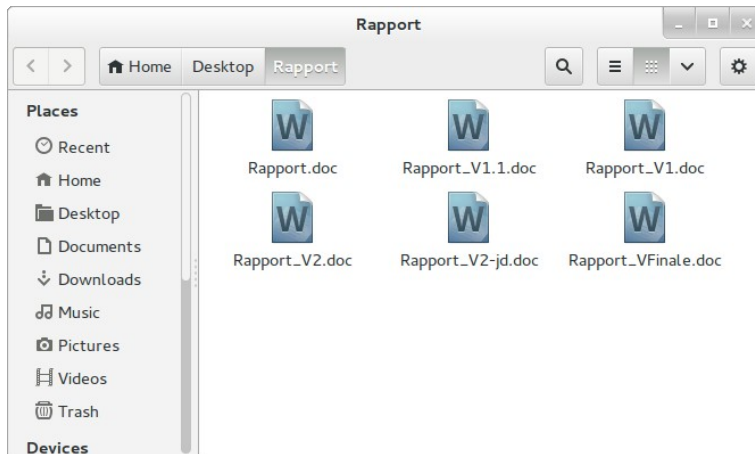 Rapport
Home Desktop Rapport
Places
Recent
Home
Desktop
Documents
Downloads
Music
Pictures
Videos
Trash
Devices
W W W
Rapport.doc Rapport_V1.1.doc Rapport_V1.doc
W W W
Rapport_V2.doc Rapport_V2-jd.doc Rapport_VFinale.doc